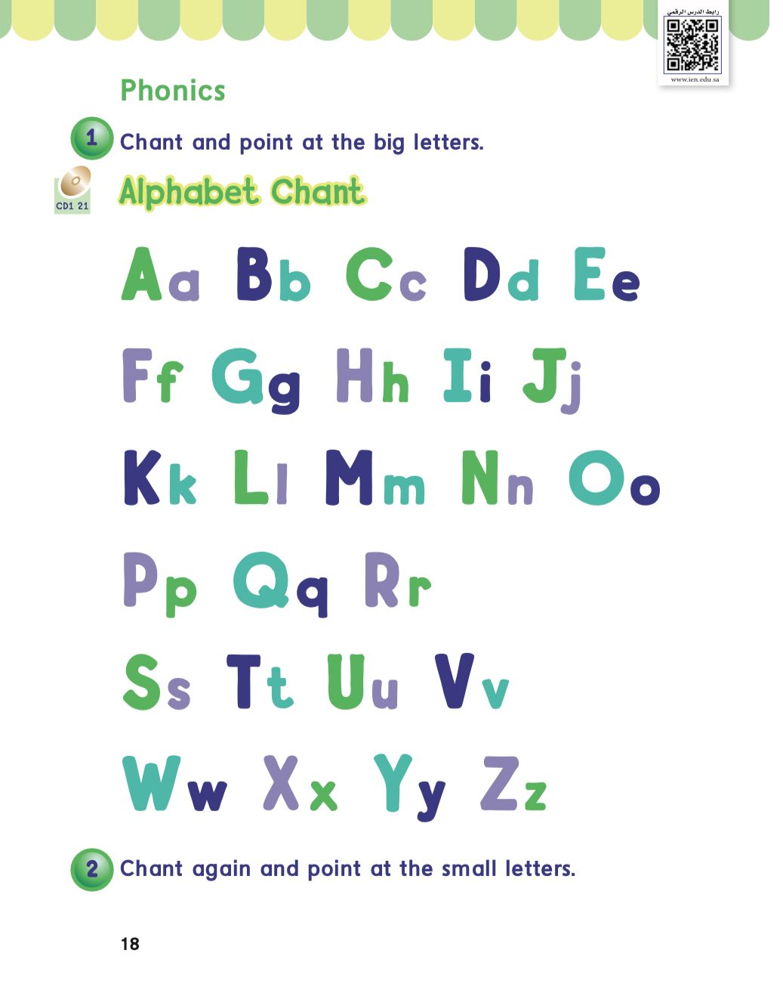 رابط الدرس الرقمي
www.ien.edu.sa
Phonics
1 Chant and point at the big letters.
CD1 21
Alphabet Chant
Aa Bb Cc Dd Ee
Ff Gg Hh Ii Jj
Kk Ll Mm Nn Oo
Pp Qq Rr
Ss Tt Uu Vv
Ww Xx Yy Zz
2 Chant again and point at the small letters.
18